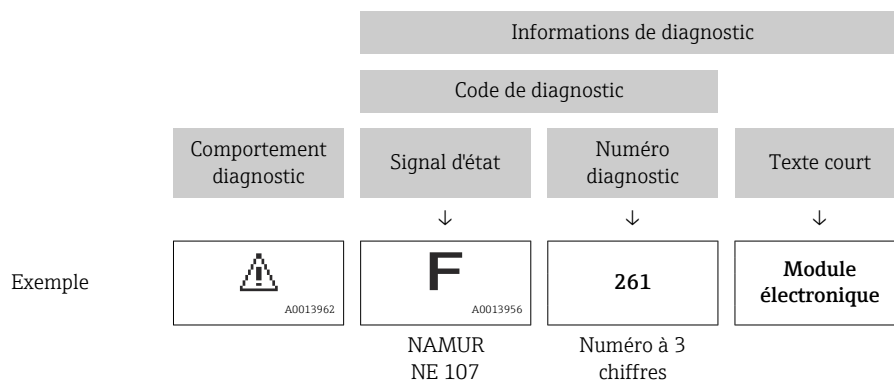 Informations de diagnostic
Code de diagnostic
Comportement
diagnostic
Signal d'état
Numéro
diagnostic
Texte court
↓
↓
↓
Exemple
A0013962
F
A0013956
261
Module
électronique
NAMUR
NE 107
Numéro à 3
chiffres